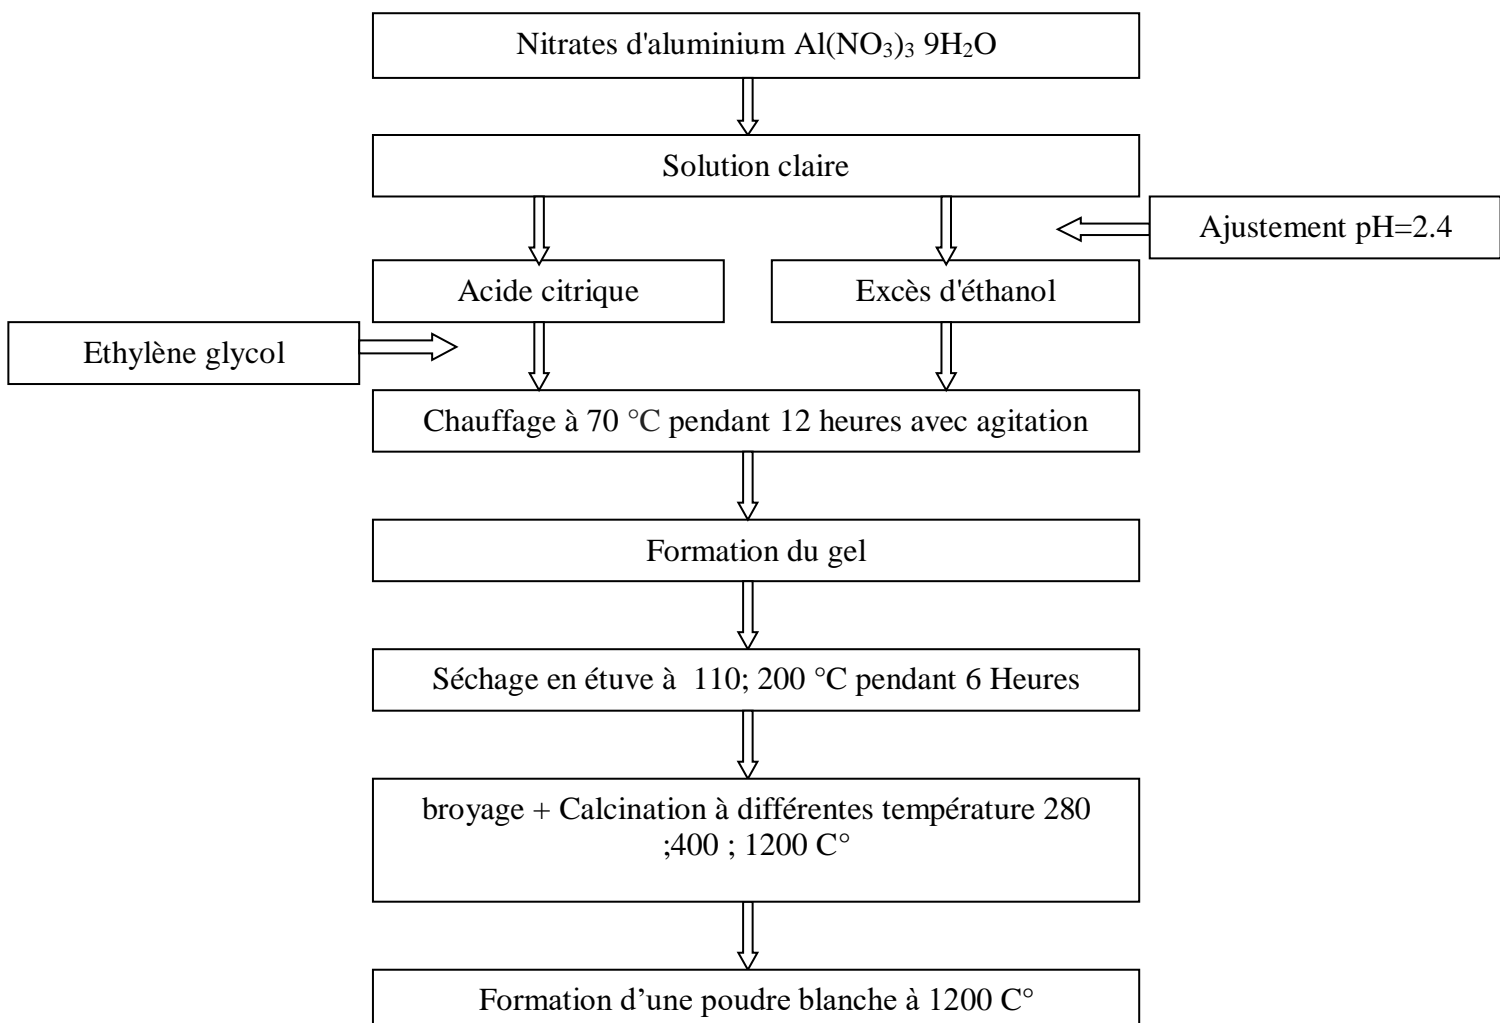 Nitrates d'aluminium Al(NO₃)₃ 9H₂O
Solution claire
Ajustement pH=2.4
Acide citrique
Excès d'éthanol
Ethylène glycol
Chauffage à 70 °C pendant 12 heures avec agitation
Formation du gel
Séchage en étuve à 110; 200 °C pendant 6 Heures
broyage + Calcination à différentes température 280
;400 ; 1200 C°
Formation d’une poudre blanche à 1200 C°